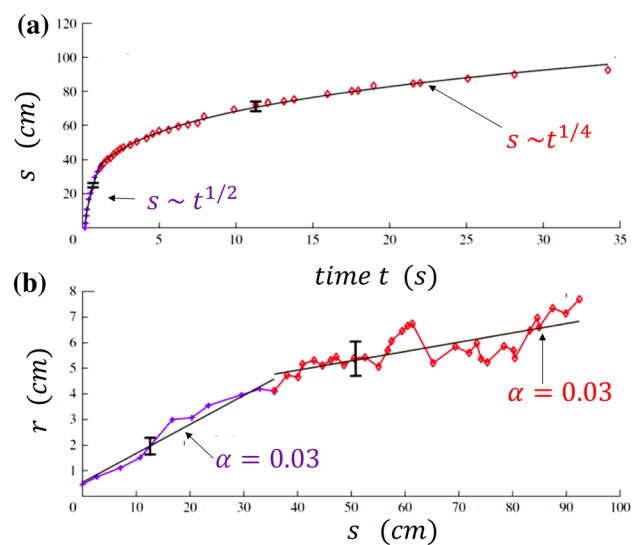 (a)
120
100
80
60
40
20
0
s (cm)
s ~ t^{1/4}
s ~ t^{1/2}
0 5 10 15 20 25 30 35
time t (s)
(b)
8
7
6
5
4
3
2
1
0
r (cm)
α = 0.03
α = 0.03
0 10 20 30 40 50 60 70 80 90 100
s (cm)